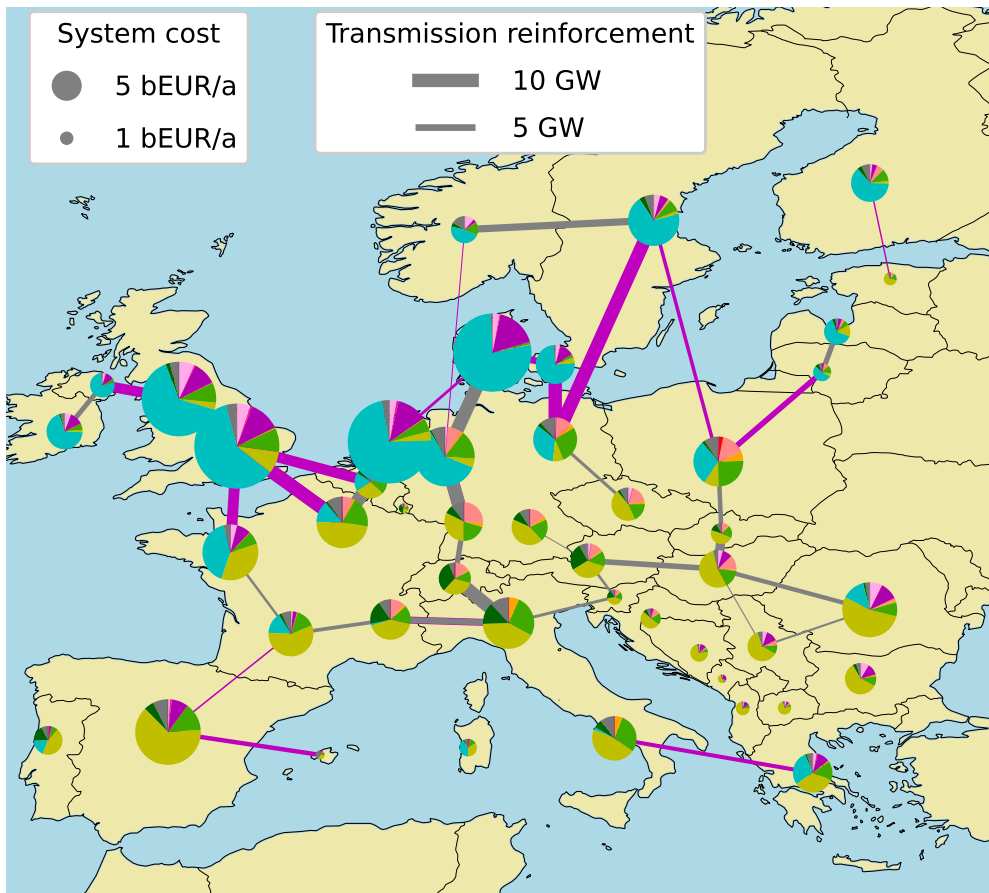 System cost
5 bEUR/a
1 bEUR/a
Transmission reinforcement
10 GW
5 GW